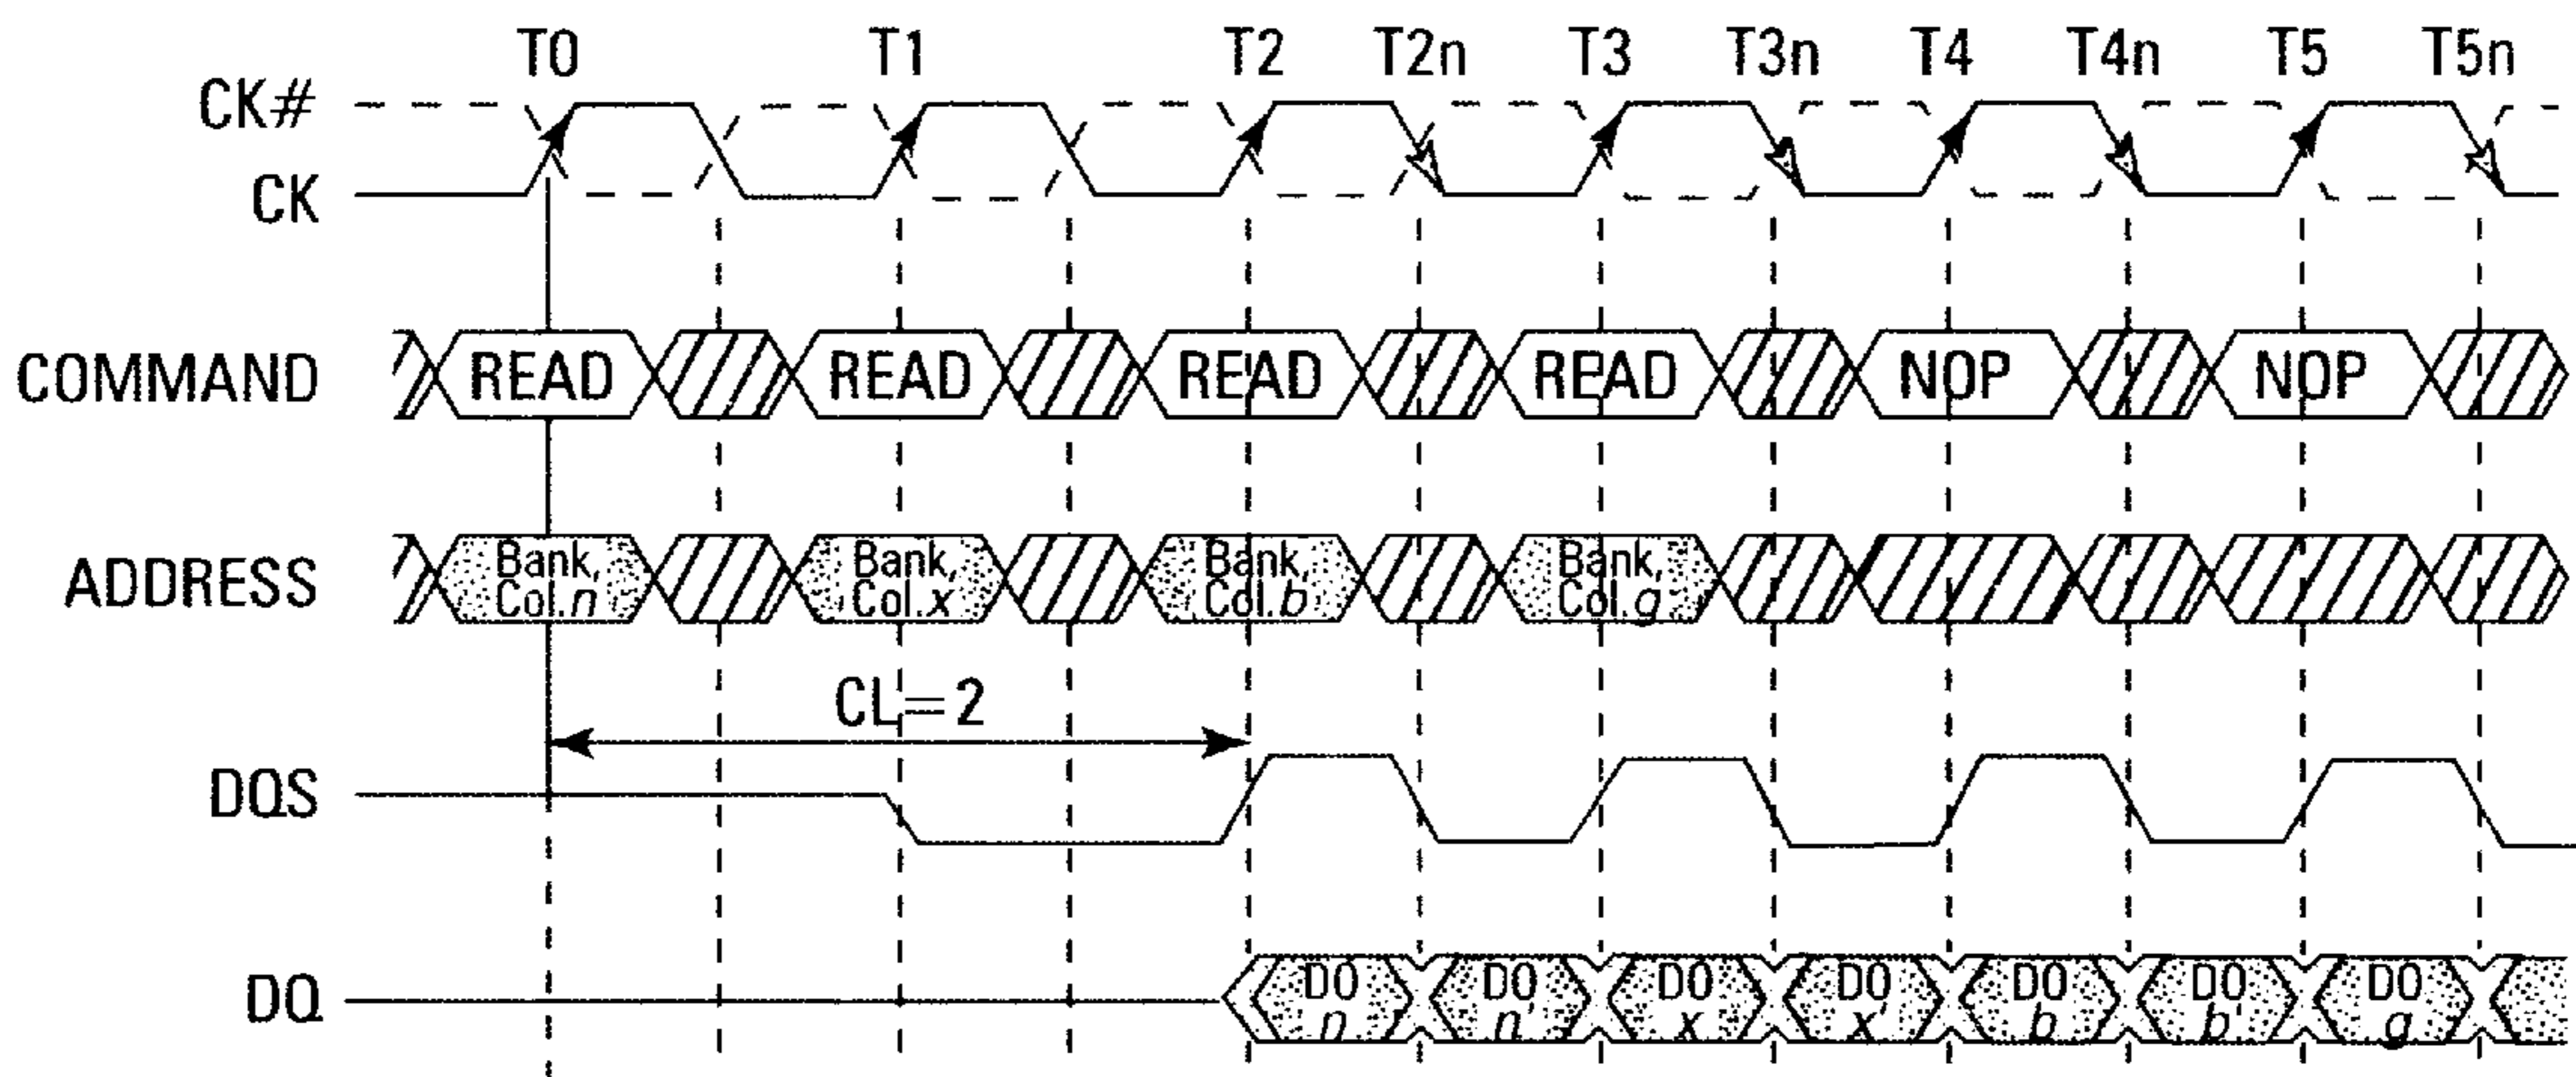 T0 T1 T2 T2n T3 T3n T4 T4n T5 T5n
CK#
CK
COMMAND READ READ READ READ NOP NOP
ADDRESS Bank, Col.n Bank, Col.x Bank, Col.b Bank, Col.g
CL=2
DQS
DQ DO n DO n' DO x DO x' DO b DO b' DO g